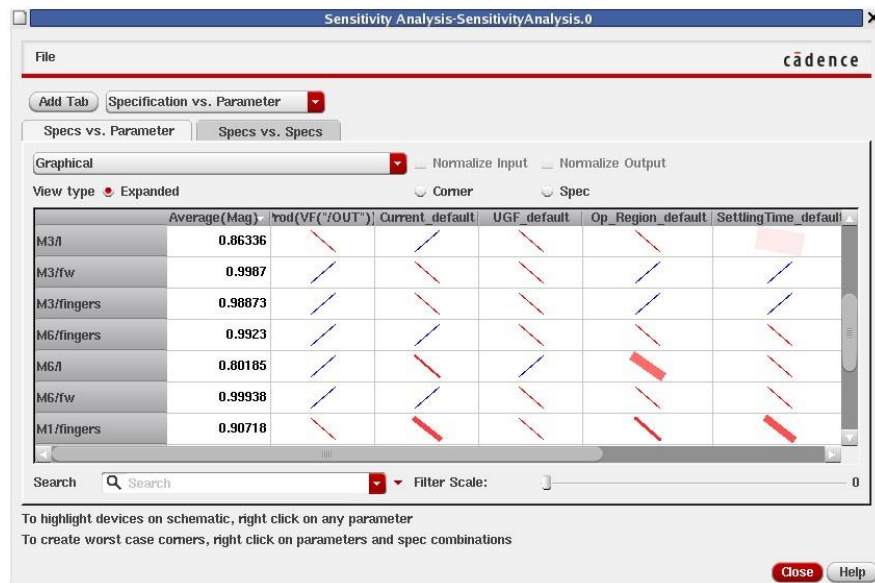 Sensitivity Analysis-SensitivityAnalysis.0
File
cādence
Add Tab Specification vs. Parameter
Specs vs. Parameter Specs vs. Specs
Graphical Normalize Input Normalize Output
View type Expanded Corner Spec
Average(Mag) 'rod(VF("/OUT")) Current_default UGF_default Op_Region_default SettlingTime_default
M3/l 0.86336
M3/fw 0.9987
M3/fingers 0.98873
M6/fingers 0.9923
M6/l 0.80185
M6/fw 0.99938
M1/fingers 0.90718
Search Search Filter Scale: 0
To highlight devices on schematic, right click on any parameter
To create worst case corners, right click on parameters and spec combinations
Close Help